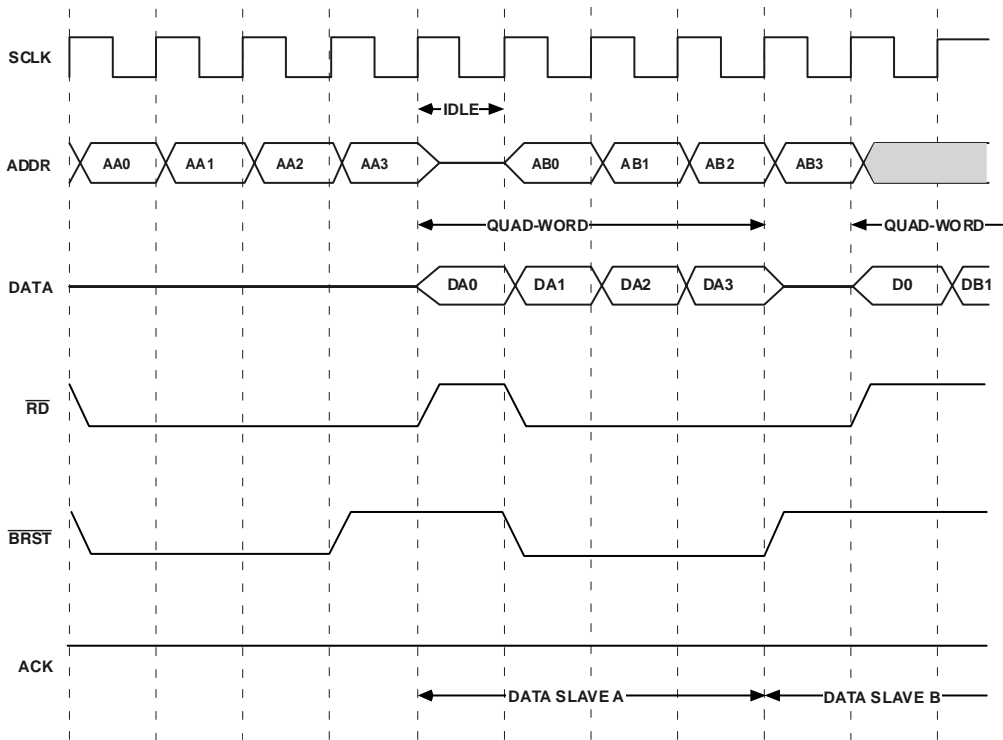 SCLK
IDLE
ADDR AA0 AA1 AA2 AA3 AB0 AB1 AB2 AB3
QUAD-WORD QUAD-WORD
DATA DA0 DA1 DA2 DA3 D0 DB1
RD
BRST
ACK
DATA SLAVE A DATA SLAVE B